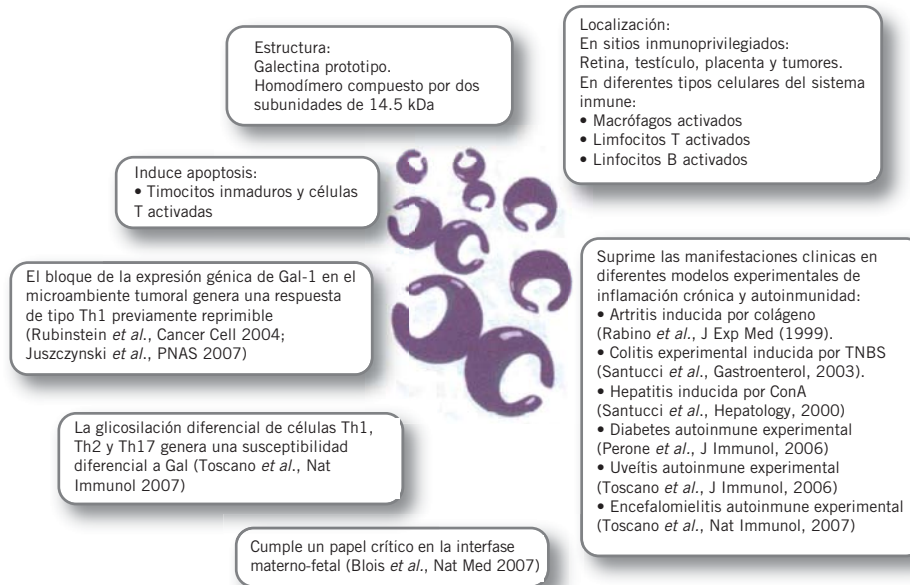 Estructura:
Galectina prototipo.
Homodímero compuesto por dos
subunidades de 14.5 kDa
Localización:
En sitios inmunoprivilegiados:
Retina, testículo, placenta y tumores.
En diferentes tipos celulares del sistema
inmune:
• Macrófagos activados
• Limfocitos T activados
• Linfocitos B activados
Induce apoptosis:
• Timocitos inmaduros y células
T activadas
El bloque de la expresión génica de Gal-1 en el
microambiente tumoral genera una respuesta
de tipo Th1 previamente reprimible
(Rubinstein et al., Cancer Cell 2004;
Juszczynski et al., PNAS 2007)
Suprime las manifestaciones clinicas en
diferentes modelos experimentales de
inflamación crónica y autoinmunidad:
• Artritis inducida por colágeno
(Rabino et al., J Exp Med (1999).
• Colitis experimental inducida por TNBS
(Santucci et al., Gastroenterol, 2003).
• Hepatitis inducida por ConA
(Santucci et al., Hepatology, 2000)
• Diabetes autoinmune experimental
(Perone et al., J Immunol, 2006)
• Uveítis autoinmune experimental
(Toscano et al., J Immunol, 2006)
• Encefalomielitis autoinmune experimental
(Toscano et al., Nat Immunol, 2007)
La glicosilación diferencial de células Th1,
Th2 y Th17 genera una susceptibilidad
diferencial a Gal (Toscano et al., Nat
Immunol 2007)
Cumple un papel crítico en la interfase
materno-fetal (Blois et al., Nat Med 2007)